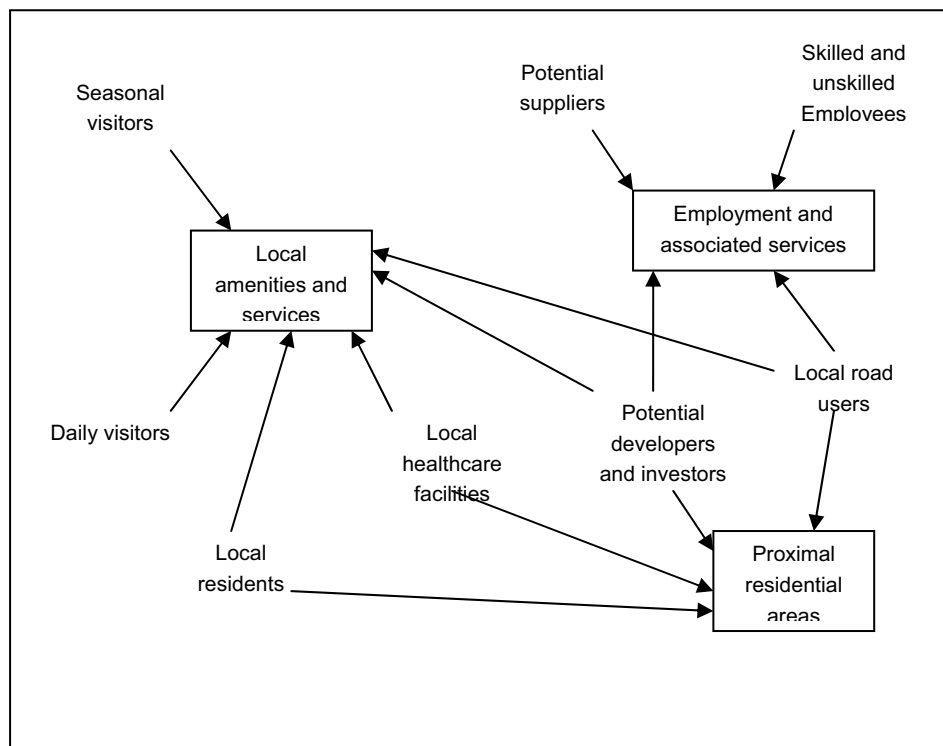 Seasonal
visitors
Potential
suppliers
Skilled and
unskilled
Employees
Employment and
associated services
Local
amenities and
services
Local road
users
Daily visitors
Local
healthcare
facilities
Potential
developers
and investors
Local
residents
Proximal
residential
areas